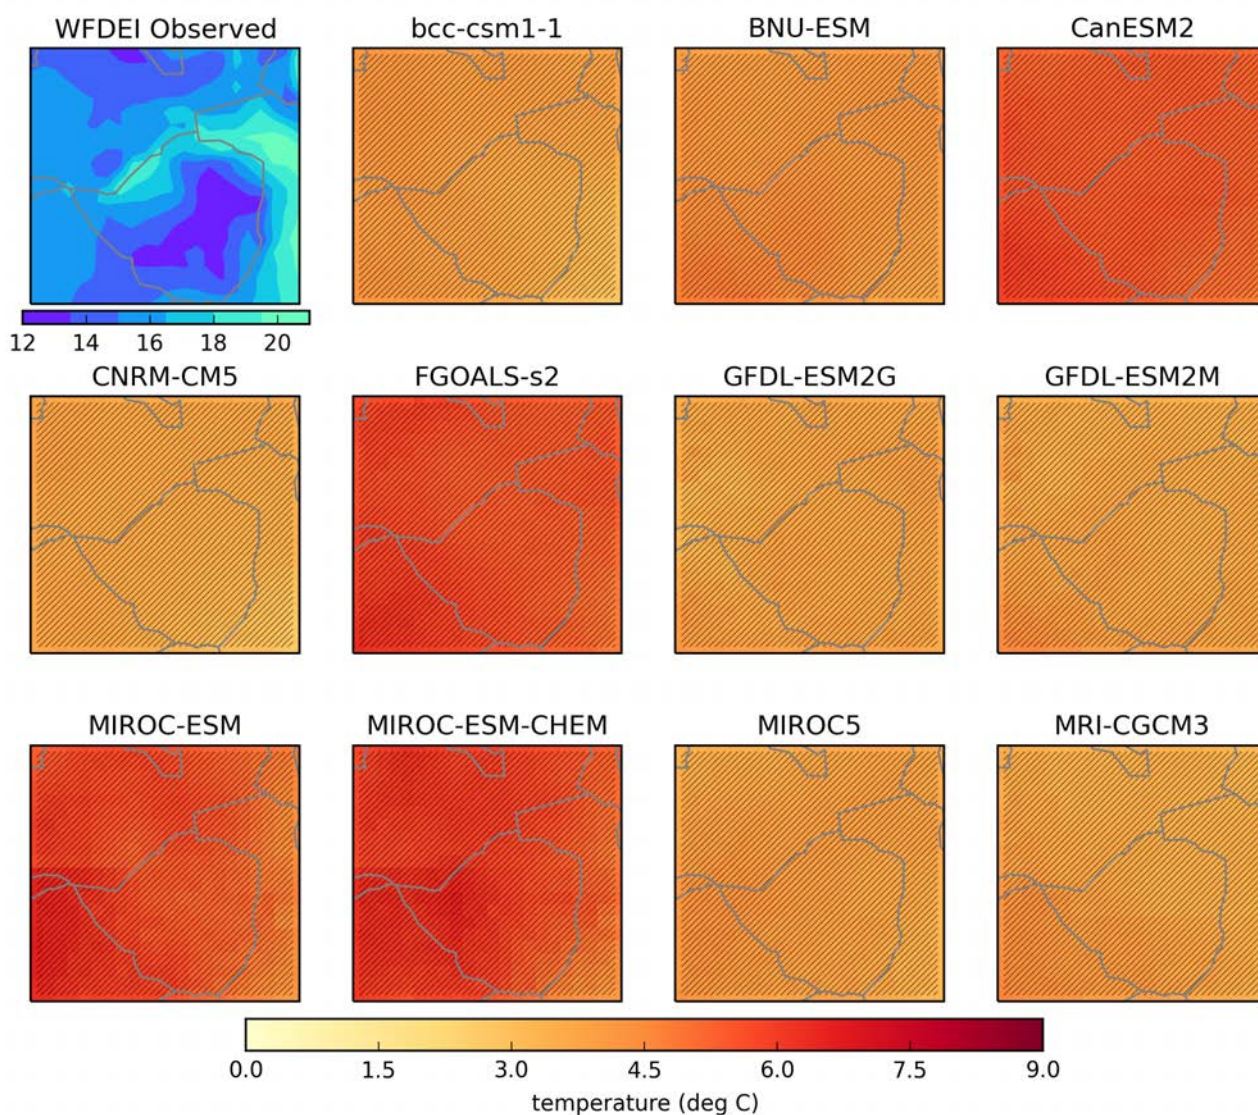 WFDEI Observed bcc-csm1-1 BNU-ESM CanESM2
12 14 16 18 20
CNRM-CM5 FGOALS-s2 GFDL-ESM2G GFDL-ESM2M
MIROC-ESM MIROC-ESM-CHEM MIROC5 MRI-CGCM3
0.0 1.5 3.0 4.5 6.0 7.5 9.0
temperature (deg C)